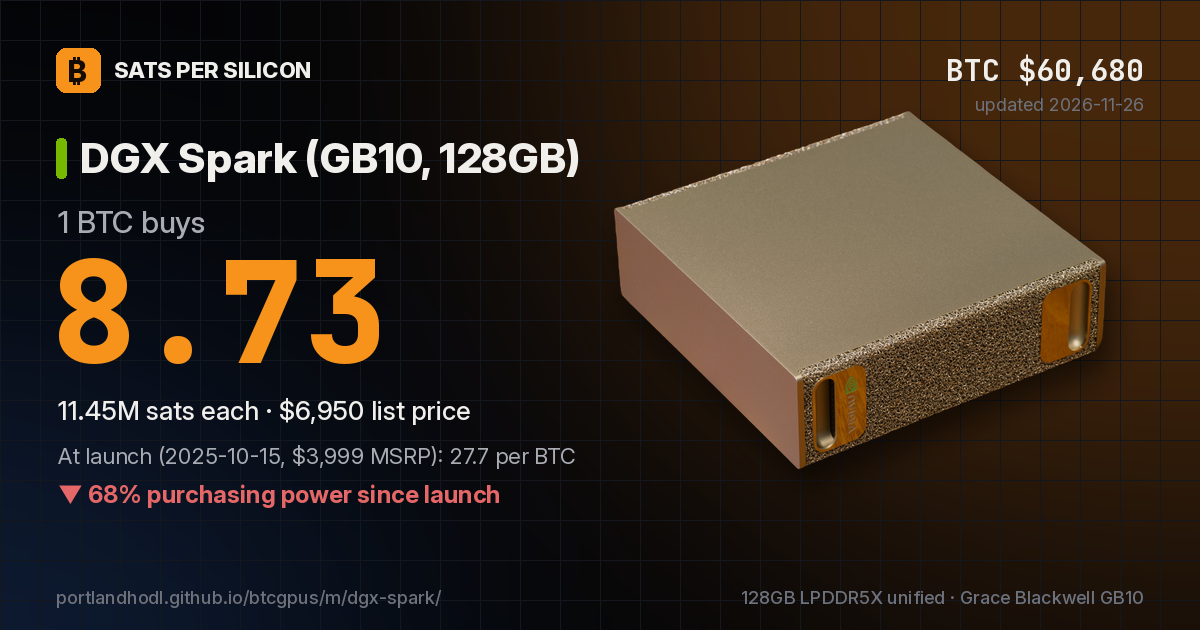 ₿ SATS PER SILICON
BTC $60,680
updated 2026-11-26
DGX Spark (GB10, 128GB)
1 BTC buys
8.73
11.45M sats each · $6,950 list price
At launch (2025-10-15, $3,999 MSRP): 27.7 per BTC
▼ 68% purchasing power since launch
portlandhodl.github.io/btcgpus/m/dgx-spark/
128GB LPDDR5X unified · Grace Blackwell GB10